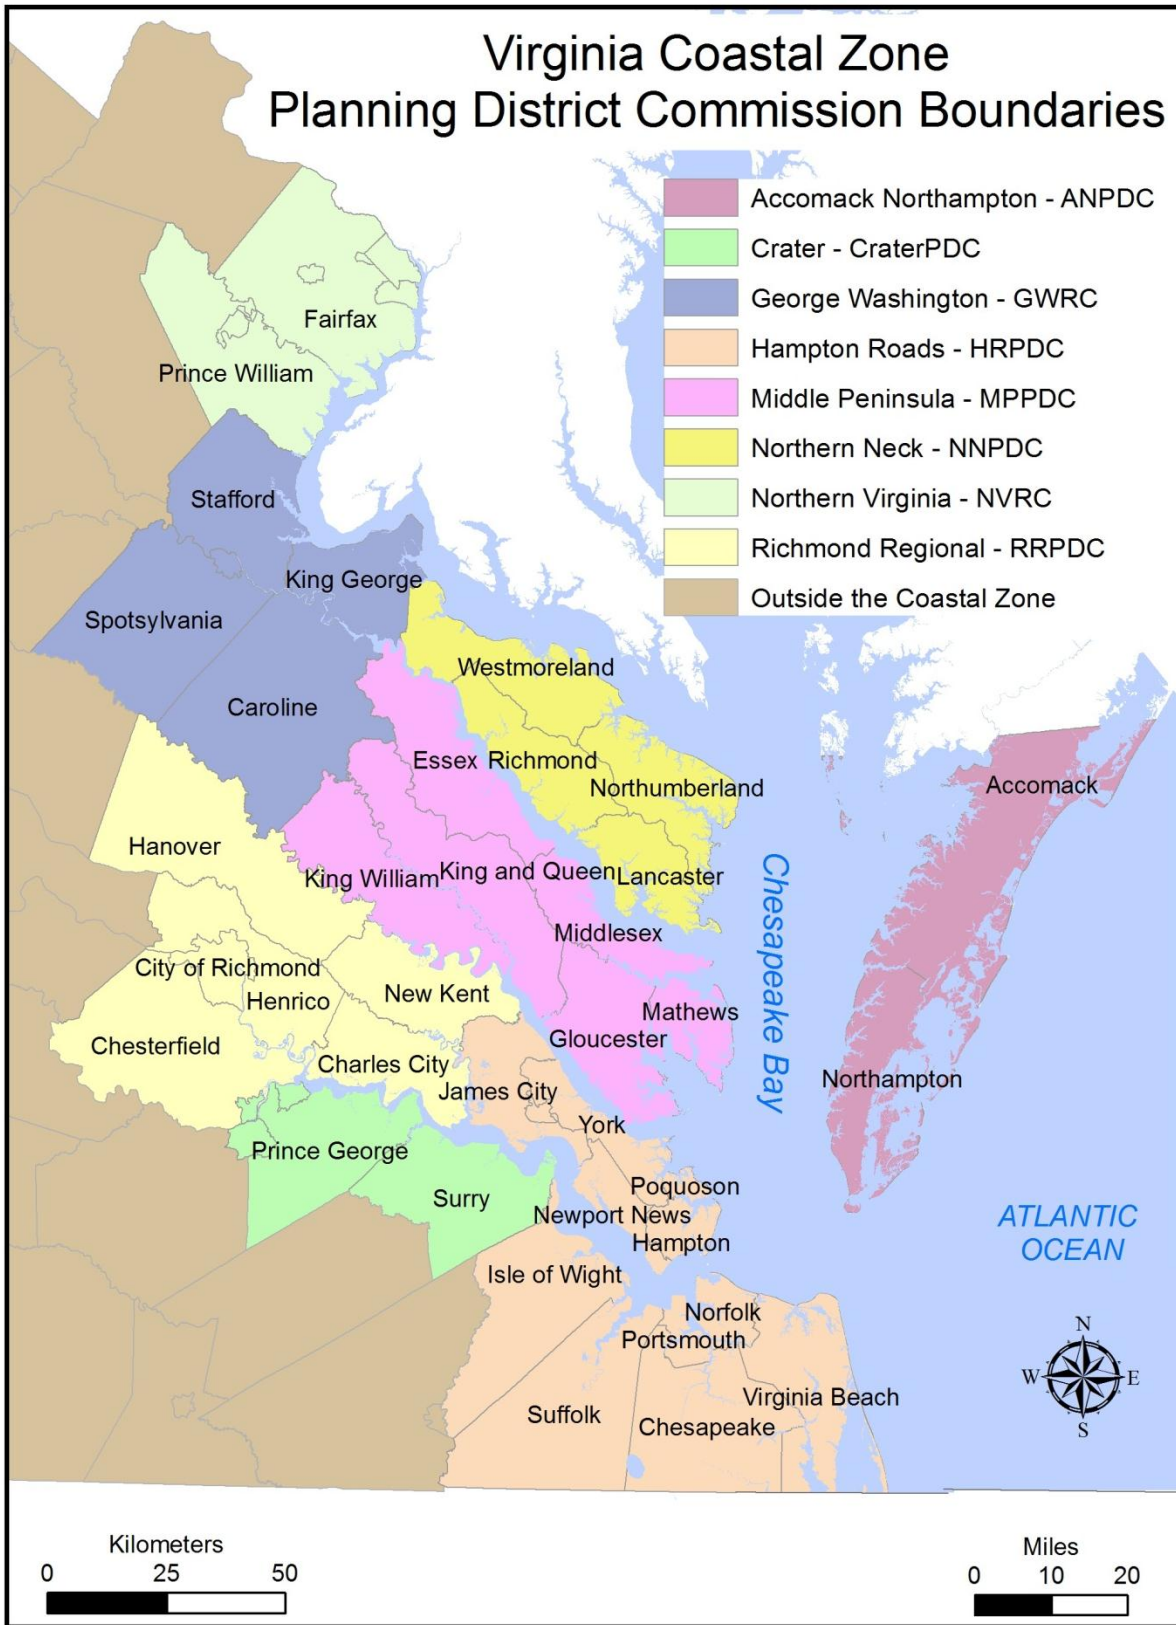 Virginia Coastal Zone
Planning District Commission Boundaries
Accomack Northampton - ANPDC
Crater - CraterPDC
George Washington - GWRC
Hampton Roads - HRPDC
Middle Peninsula - MPPDC
Northern Neck - NNPDC
Northern Virginia - NVRC
Richmond Regional - RRPDC
Outside the Coastal Zone
Fairfax
Prince William
Stafford
King George
Spotsylvania
Westmoreland
Caroline
Essex
Richmond
Northumberland
Accomack
Hanover
King William
King and Queen
Lancaster
Chesapeake Bay
Middlesex
City of Richmond
Henrico
New Kent
Mathews
Gloucester
Chesterfield
Charles City
James City
Northampton
York
Prince George
Surry
Poquoson
Newport News
Hampton
ATLANTIC
OCEAN
Isle of Wight
Norfolk
Portsmouth
Virginia Beach
Suffolk
Chesapeake
N
W E
S
Kilometers
0 25 50
Miles
0 10 20